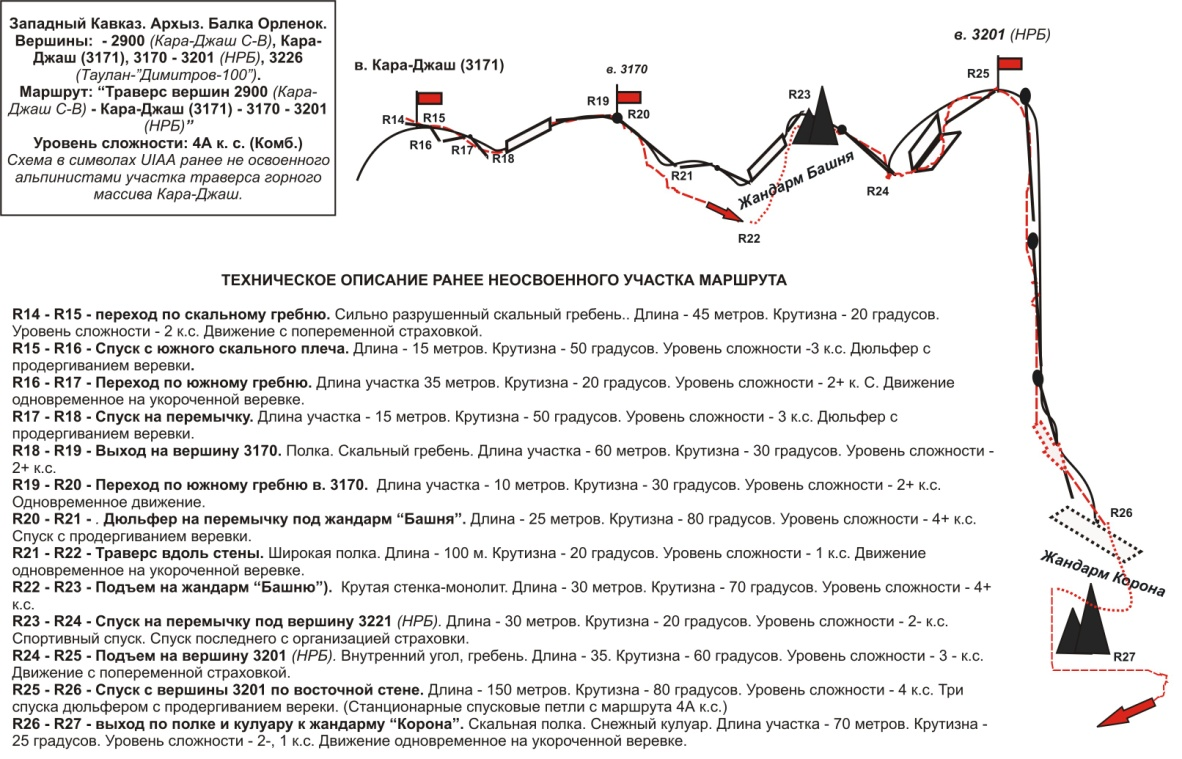 Западный Кавказ. Архыз. Балка Орленок.
Вершины:  - 2900 (Кара-Джаш С-В), Кара-
Джаш (3171), 3170 - 3201 (НРБ), 3226
(Таулан-"Димитров-100").
Маршрут: "Траверс вершин 2900 (Кара-
Джаш С-В) - Кара-Джаш (3171) - 3170 - 3201
(НРБ)"
Уровень сложности: 4А к. с. (Комб.)
Схема в символах UIAA ранее не освоенного
альпинистами участка траверса горного
массива Кара-Джаш.
в. Кара-Джаш (3171)
в. 3170
в. 3201 (НРБ)
R14
R15
R16
R17
R18
R19
R20
R21
R22
R23
Жандарм Башня
R24
R25
R26
Жандарм Корона
R27
ТЕХНИЧЕСКОЕ ОПИСАНИЕ РАНЕЕ НЕОСВОЕННОГО УЧАСТКА МАРШРУТА
R14 - R15 - переход по скальному гребню. Сильно разрушенный скальный гребень.. Длина - 45 метров. Крутизна - 20 градусов.
Уровень сложности - 2 к.с. Движение с попеременной страховкой.
R15 - R16 - Спуск с южного скального плеча. Длина - 15 метров. Крутизна - 50 градусов. Уровень сложности -3 к.с. Дюльфер с
продергиванием веревки.
R16 - R17 - Переход по южному гребню. Длина участка 35 метров. Крутизна - 20 градусов. Уровень сложности - 2+ к. С. Движение
одновременное на укороченной веревке.
R17 - R18 - Спуск на перемычку. Длина участка - 15 метров. Крутизна - 50 градусов. Уровень сложности - 3 к.с. Дюльфер с
продергиванием веревки.
R18 - R19 - Выход на вершину 3170. Полка. Скальный гребень. Длина участка - 60 метров. Крутизна - 30 градусов. Уровень сложности -
2+ к.с.
R19 - R20 - Переход по южному гребню в. 3170.  Длина участка - 10 метров. Крутизна - 30 градусов. Уровень сложности - 2+ к.с.
Одновременное движение.
R20 - R21 - . Дюльфер на перемычку под жандарм "Башня". Длина - 25 метров. Крутизна - 80 градусов. Уровень сложности - 4+ к.с.
Спуск с продергиванием веревки.
R21 - R22 - Траверс вдоль стены. Широкая полка. Длина - 100 м. Крутизна - 20 градусов. Уровень сложности - 1 к.с. Движение
одновременное на укороченной веревке.
R22 - R23 - Подъем на жандарм "Башню").  Крутая стенка-монолит. Длина - 30 метров. Крутизна - 70 градусов. Уровень сложности - 4+
к.с.
R23 - R24 - Спуск на перемычку под вершину 3221 (НРБ). Длина - 30 метров. Крутизна - 20 градусов. Уровень сложности - 2- к.с.
Спортивный спуск. Спуск последнего с организацией страховки.
R24 - R25 - Подъем на вершину 3201 (НРБ). Внутренний угол, гребень. Длина - 35. Крутизна - 60 градусов. Уровень сложности - 3 - к.с.
Движение с попеременной страховкой.
R25 - R26 - Спуск с вершины 3201 по восточной стене. Длина - 150 метров. Крутизна - 80 градусов. Уровень сложности - 4 к.с. Три
спуска дюльфером с продергиванием вереки. (Станционарные спусковые петли с маршрута 4А к.с.)
R26 - R27 - выход по полке и кулуару к жандарму "Корона". Скальная полка. Снежный кулуар. Длина участка - 70 метров. Крутизна -
25 градусов. Уровень сложности - 2-, 1 к.с. Движение одновременное на укороченной веревке.